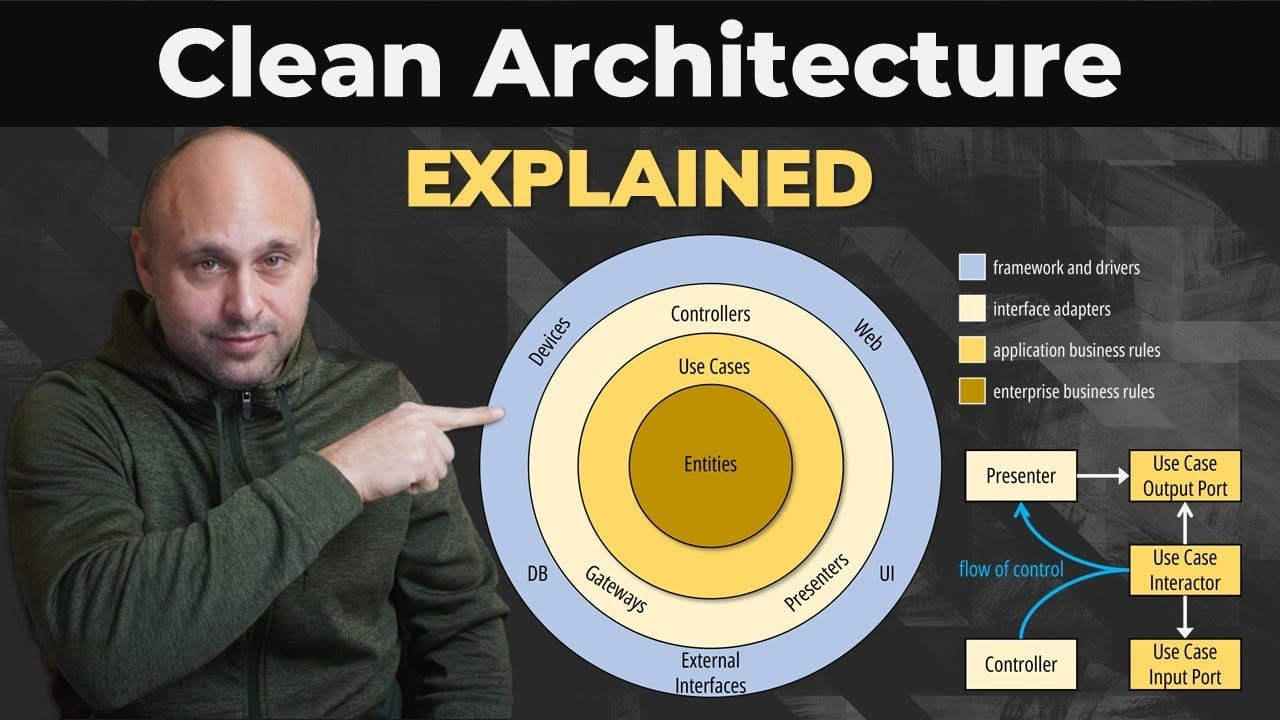 Clean Architecture
EXPLAINED
framework and drivers
interface adapters
application business rules
enterprise business rules
Devices
Controllers
Web
Use Cases
Entities
DB
Gateways
Presenters
UI
External
Interfaces
Presenter
Use Case
Output Port
flow of control
Use Case
Interactor
Controller
Use Case
Input Port